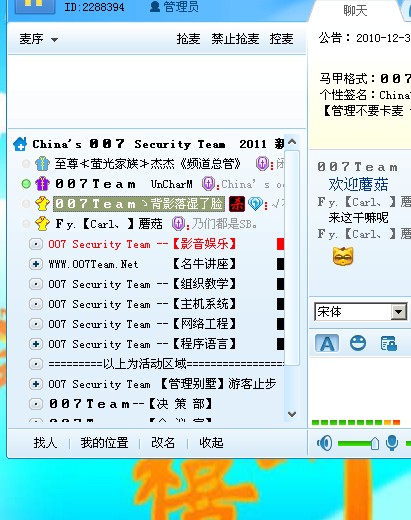 ID:2288394 管理员
麦序 抢麦 禁止抢麦 控麦
China's 007 Security Team 2011
至尊≮萤光家族≯杰杰《频道总管》
007Team UnCharM China's
007Team ゝ背影落湿了脸 杀
Fy.【Carl、】蘑菇 乃们都是SB。
007 Security Team --【影音娱乐】
WWW.007Team.Net 【名牛讲座】
007 Security Team --【组织教学】
007 Security Team --【主机系统】
007 Security Team --【网络工程】
007 Security Team --【程序语言】
=========以上为活动区域=========
007 Security Team 【管理别墅】游客止步
007Team--【决 策 部】
007Team--
找人 我的位置 改名 收起
聊天
公告: 2010-12-3
马甲格式: 007
个性签名: China
【管理不要卡麦
007Team
欢迎蘑菇
Fy.【Carl、】
来这干嘛呢
Fy.【Carl、】
宋体
A